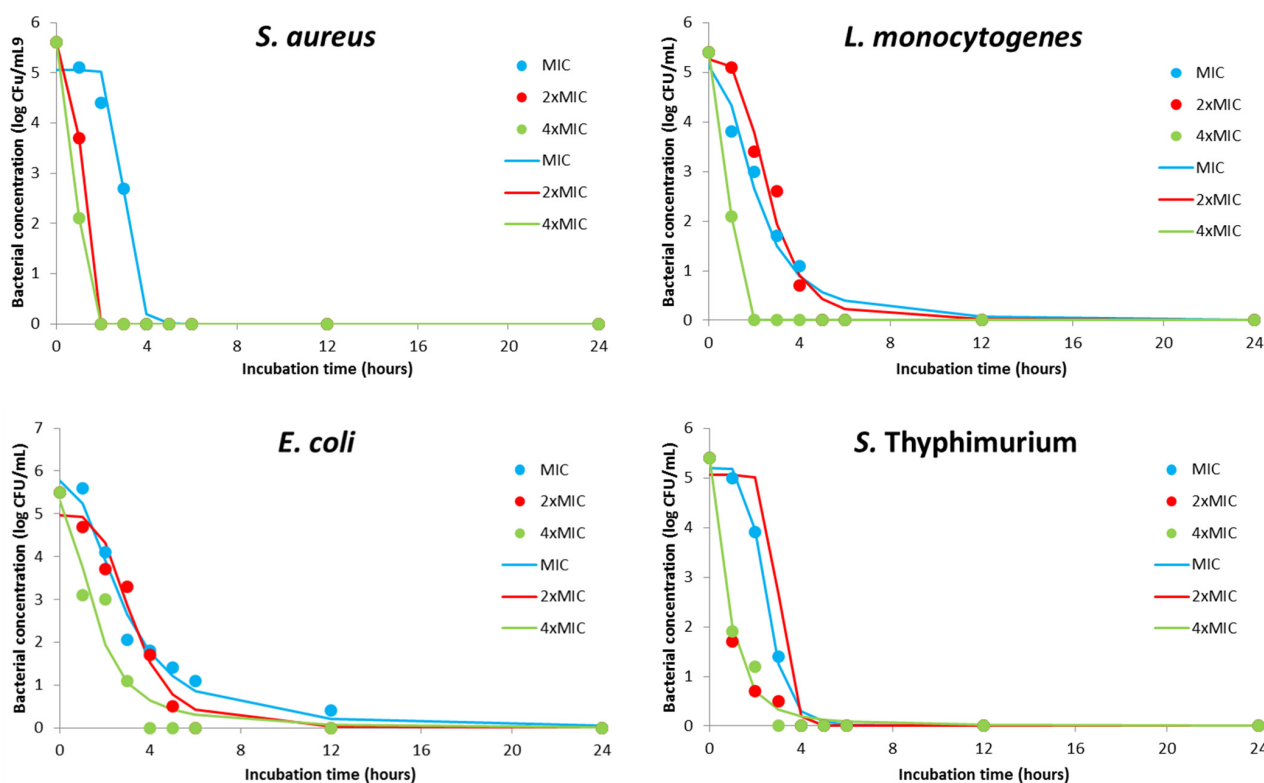 S. aureus
Bacterial concentration (log CFU/mL9
6
5
4
3
2
1
0
0 4 8 12 16 20 24
Incubation time (hours)
MIC
2xMIC
4xMIC
MIC
2xMIC
4xMIC
L. monocytogenes
Bacterial concentration (log CFU/mL)
6
5
4
3
2
1
0
0 4 8 12 16 20 24
Incubation time (hours)
MIC
2xMIC
4xMIC
MIC
2xMIC
4xMIC
E. coli
Bacterial concentration (log CFU/mL)
7
6
5
4
3
2
1
0
0 4 8 12 16 20 24
Incubation time (hours)
MIC
2xMIC
4xMIC
MIC
2xMIC
4xMIC
S. Thyphimurium
Bacterial concentration (log CFU/mL)
6
5
4
3
2
1
0
0 4 8 12 16 20 24
Incubation time (hours)
MIC
2xMIC
4xMIC
MIC
2xMIC
4xMIC